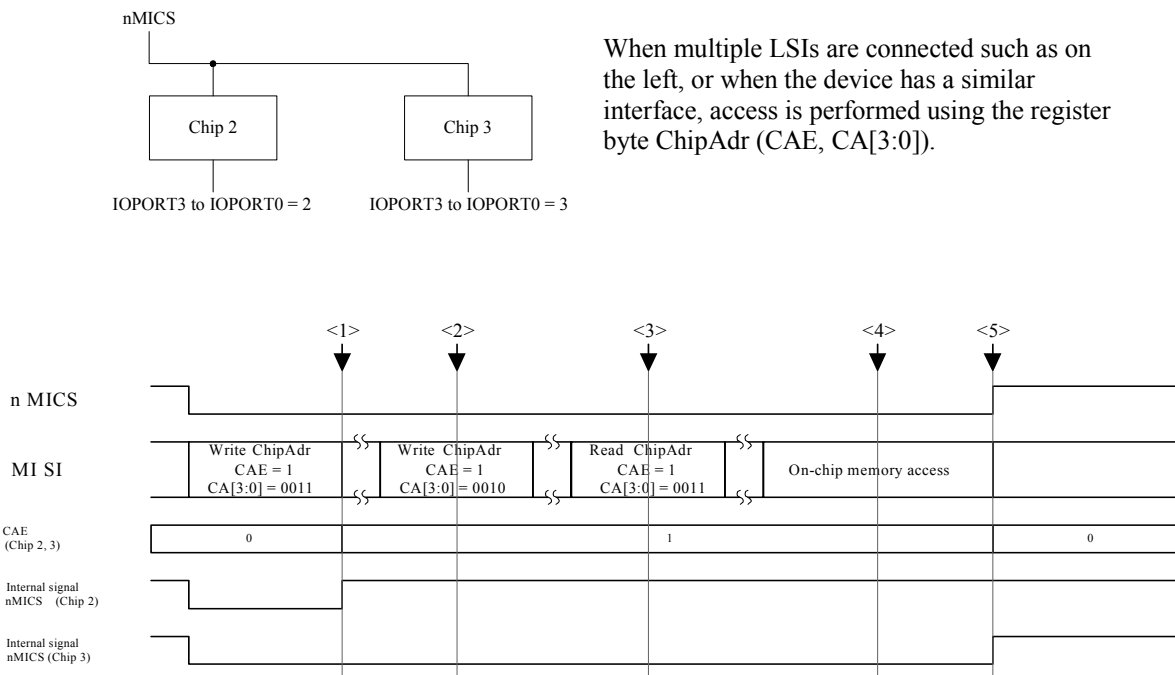 nMICS
When multiple LSIs are connected such as on
the left, or when the device has a similar
interface, access is performed using the register
byte ChipAdr (CAE, CA[3:0]).
Chip 2
Chip 3
IOPORT3 to IOPORT0 = 2
IOPORT3 to IOPORT0 = 3
<1>
<2>
<3>
<4>
<5>
n MICS
MI SI
Write ChipAdr
CAE = 1
CA[3:0] = 0011
Write ChipAdr
CAE = 1
CA[3:0] = 0010
Read ChipAdr
CAE = 1
CA[3:0] = 0011
On-chip memory access
CAE
(Chip 2, 3)
0
1
0
Internal signal
nMICS (Chip 2)
Internal signal
nMICS (Chip 3)